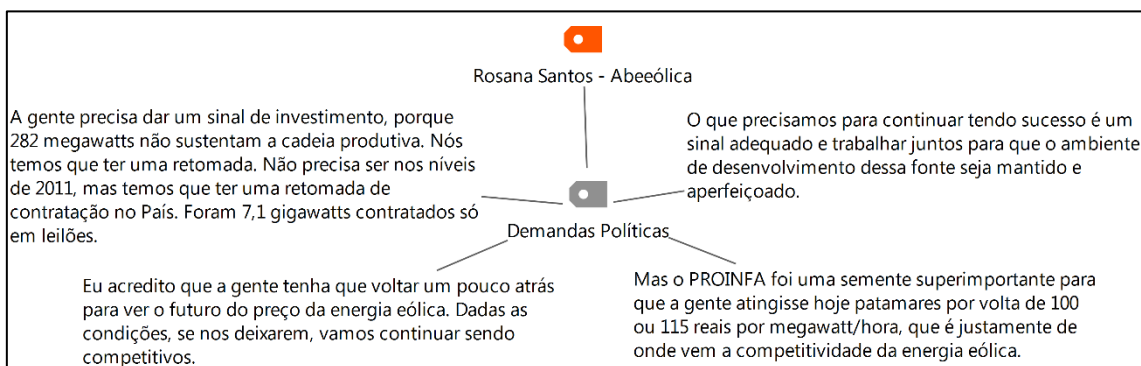 Rosana Santos - Abeeólica
A gente precisa dar um sinal de investimento, porque
282 megawatts não sustentam a cadeia produtiva. Nós
temos que ter uma retomada. Não precisa ser nos níveis
de 2011, mas temos que ter uma retomada de
contratação no País. Foram 7,1 gigawatts contratados só
em leilões.
O que precisamos para continuar tendo sucesso é um
sinal adequado e trabalhar juntos para que o ambiente
de desenvolvimento dessa fonte seja mantido e
aperfeiçoado.
Demandas Políticas
Eu acredito que a gente tenha que voltar um pouco atrás
para ver o futuro do preço da energia eólica. Dadas as
condições, se nos deixarem, vamos continuar sendo
competitivos.
Mas o PROINFA foi uma semente superimportante para
que a gente atingisse hoje patamares por volta de 100
ou 115 reais por megawatt/hora, que é justamente de
onde vem a competitividade da energia eólica.